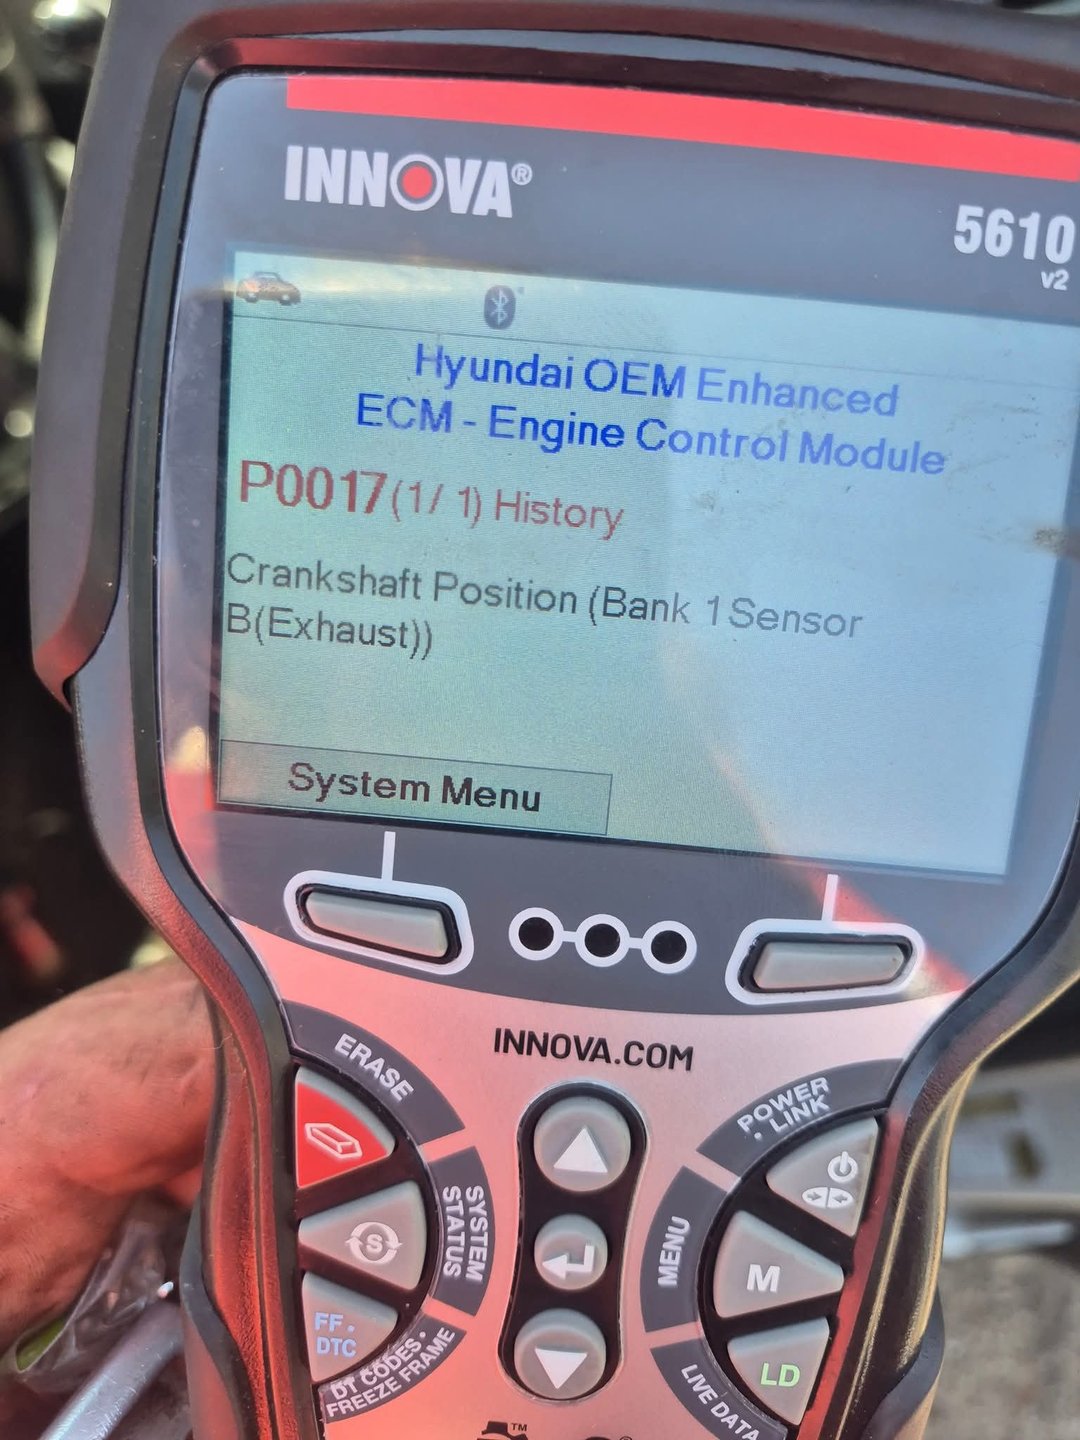 INNOVA®
5610
v2
Hyundai OEM Enhanced
ECM - Engine Control Module
P0017(1/ 1) History
Crankshaft Position (Bank 1 Sensor
B(Exhaust))
System Menu
INNOVA.COM
ERASE
POWER
• LINK
S
SYSTEM
STATUS
MENU
M
FF •
DTC
DT CODES •
FREEZE FRAME
LD
LIVE DATA
TM